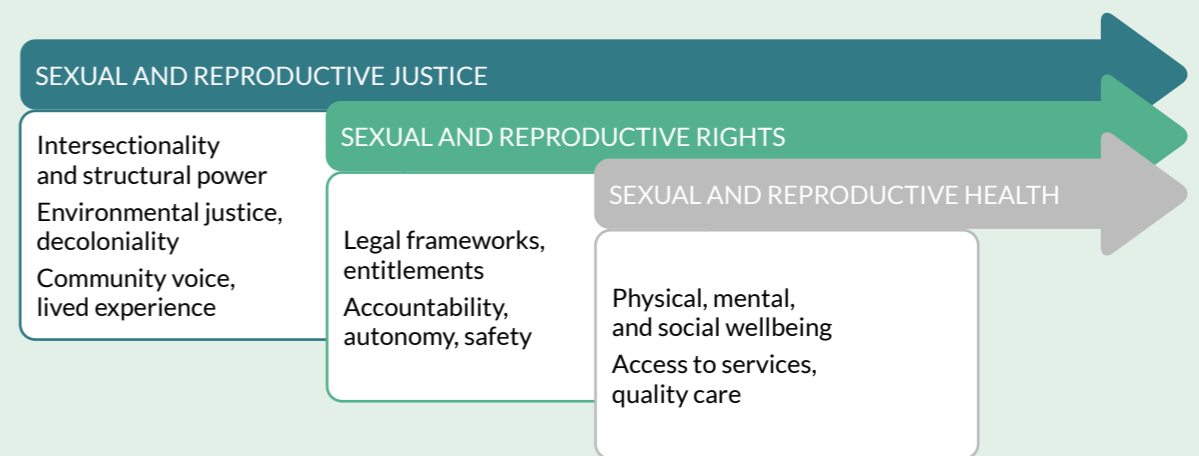 SEXUAL AND REPRODUCTIVE JUSTICE
Intersectionality
and structural power
Environmental justice,
decoloniality
Community voice,
lived experience
SEXUAL AND REPRODUCTIVE RIGHTS
Legal frameworks,
entitlements
Accountability,
autonomy, safety
SEXUAL AND REPRODUCTIVE HEALTH
Physical, mental,
and social wellbeing
Access to services,
quality care